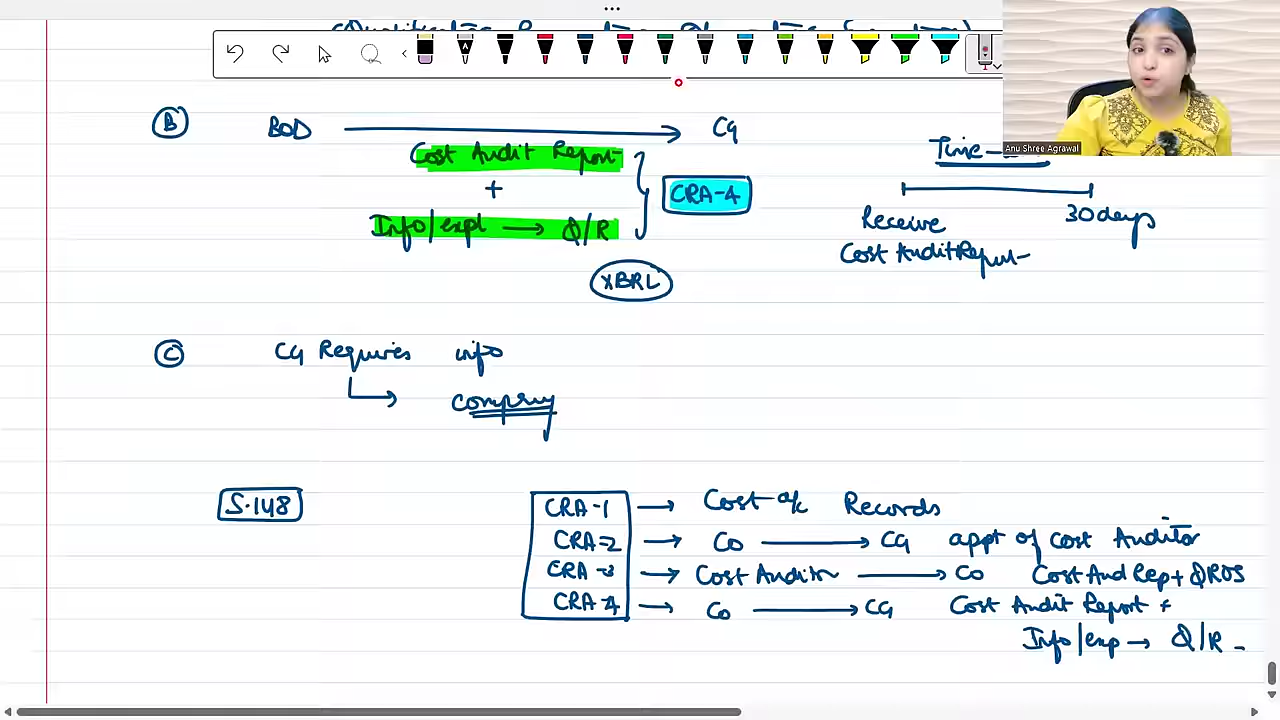 B BOD → CG
Cost Audit Report
+
Info/expl → Q/R
CRA-4
XBRL
Time
Receive
Cost Audit Report
30 days
Anu Shree Agrawal
C CG Requires info
company
S.148
CRA-1 → Cost a/c Records
CRA-2 → Co → CG appt of Cost Auditor
CRA-3 → Cost Auditor → Co Cost Aud Rep + QROS
CRA-4 → Co → CG Cost Audit Report +
Info/exp → Q/R